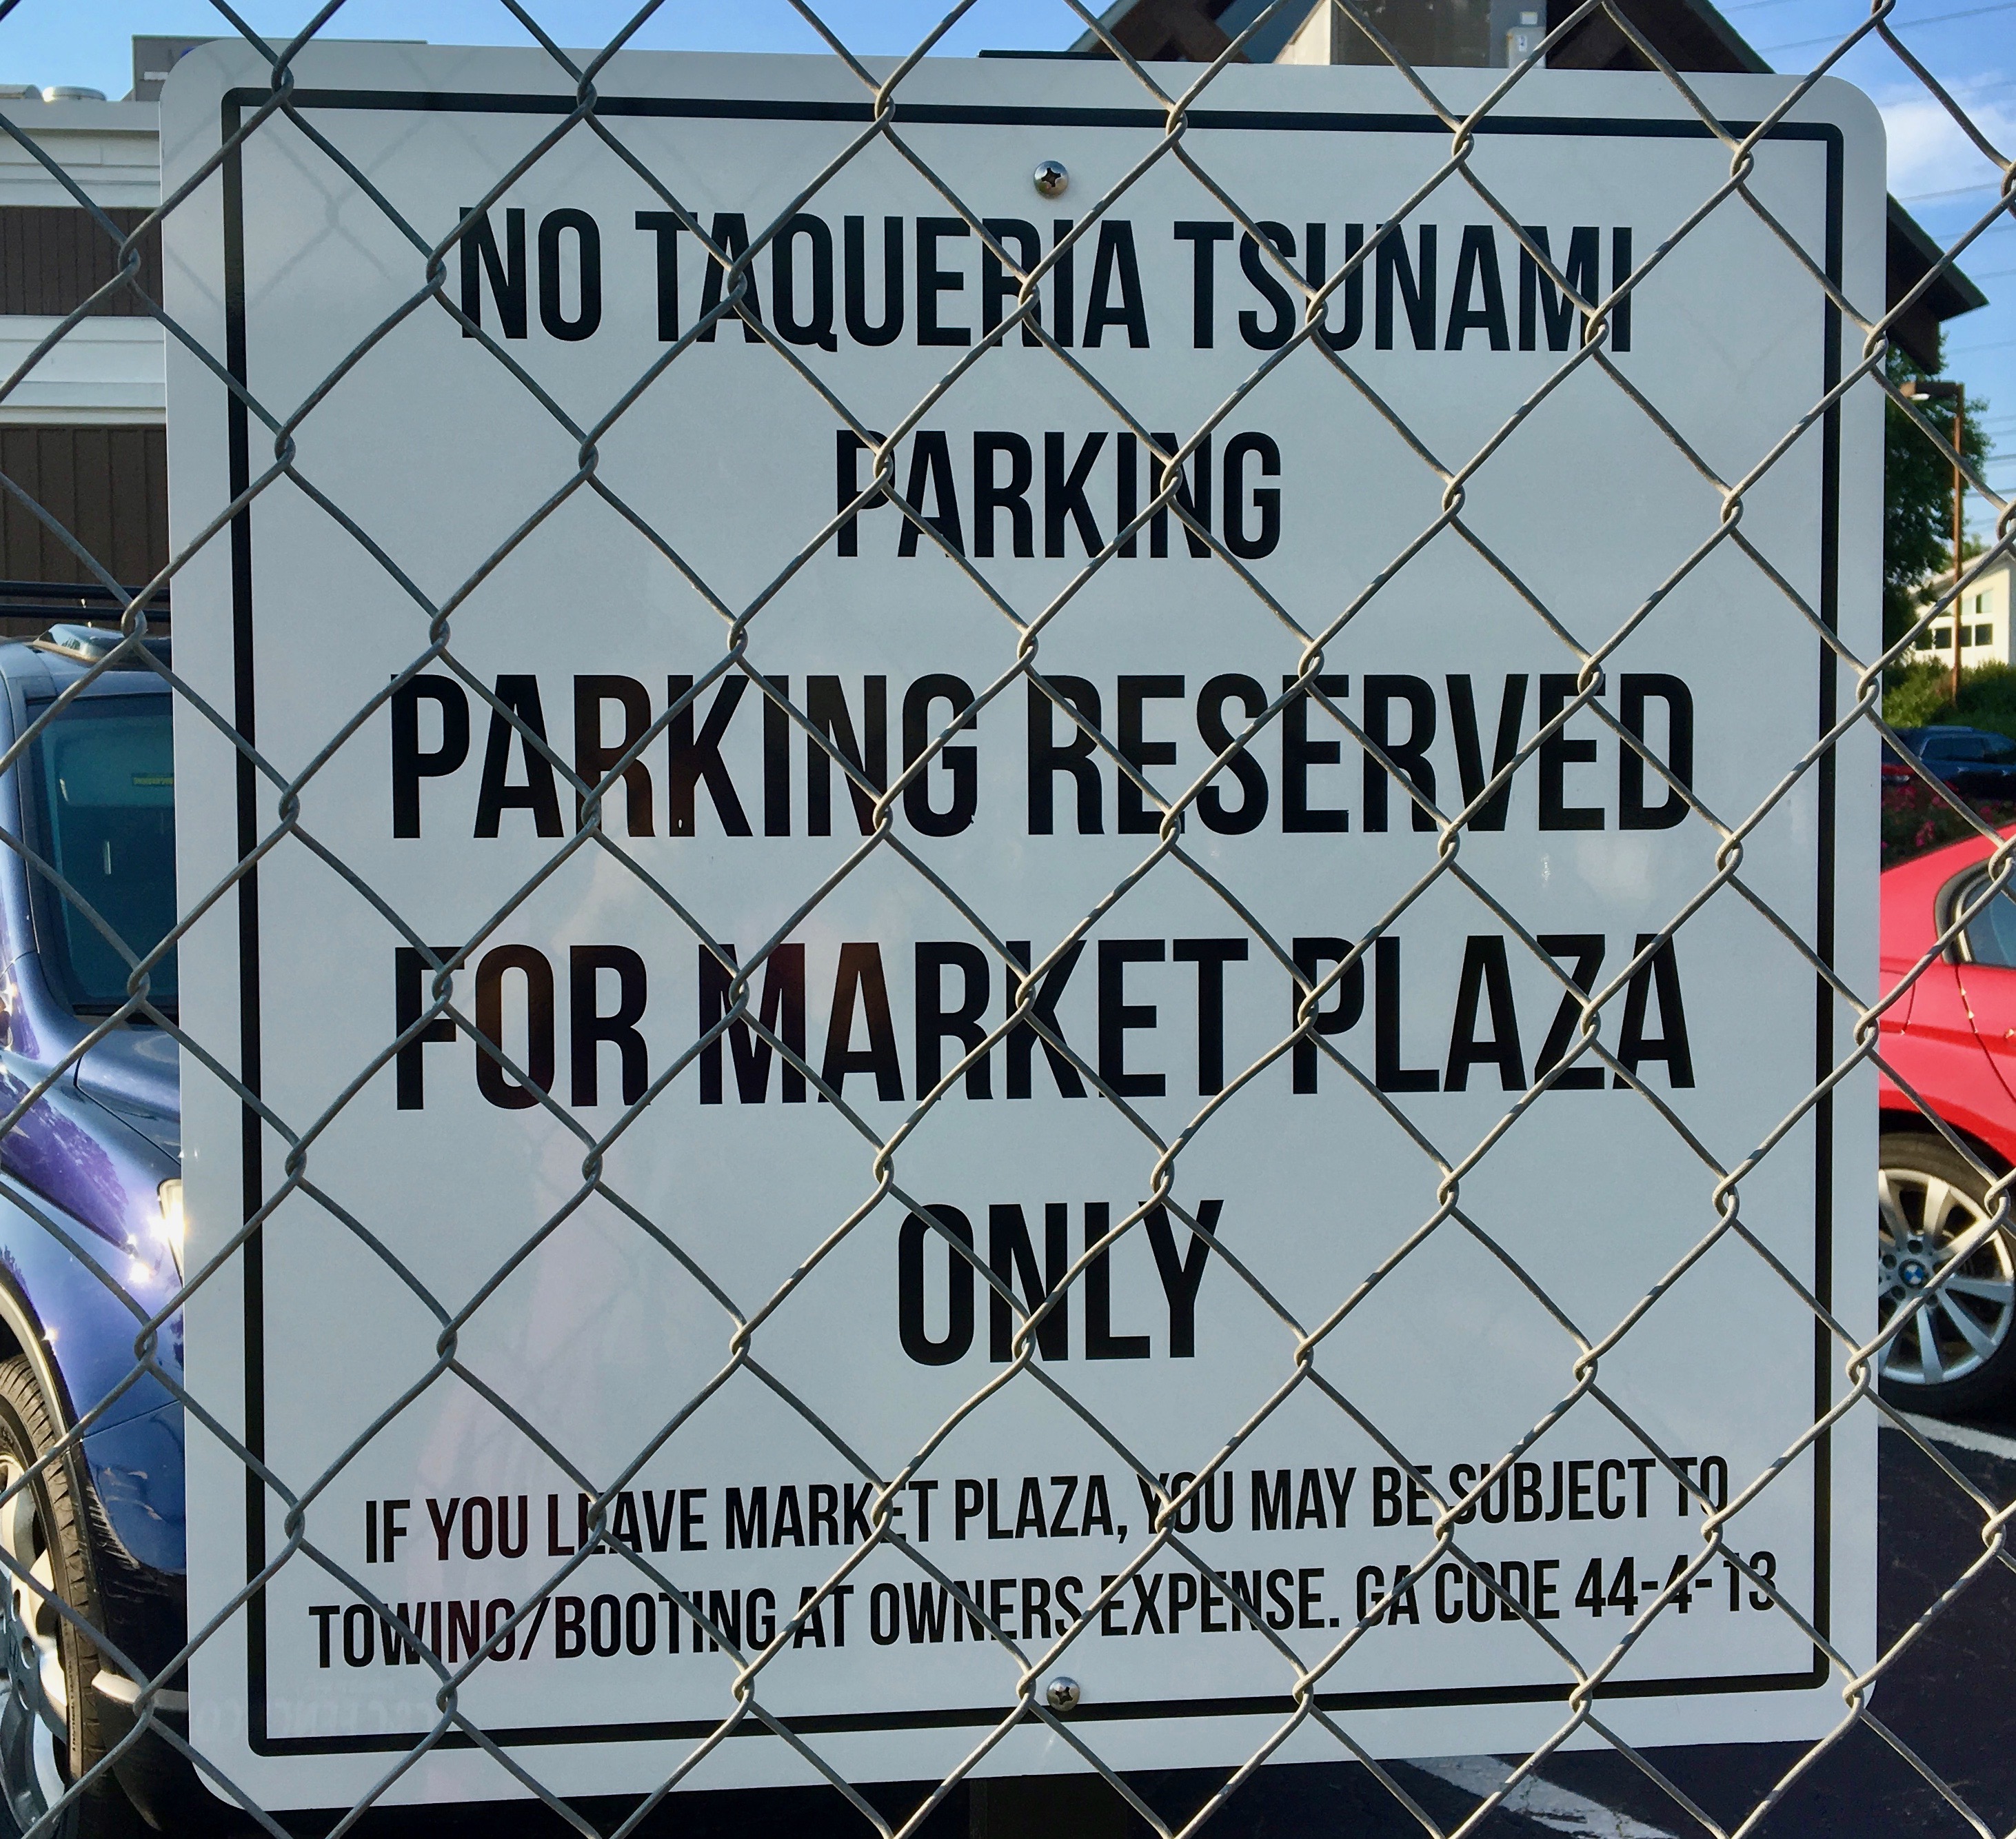 NO TAQUERIA TSUNAMI
PARKING
PARKING RESERVED
FOR MARKET PLAZA
ONLY
IF YOU LEAVE MARKET PLAZA, YOU MAY BE SUBJECT TO
TOWING/BOOTING AT OWNERS EXPENSE. GA CODE 44-4-13